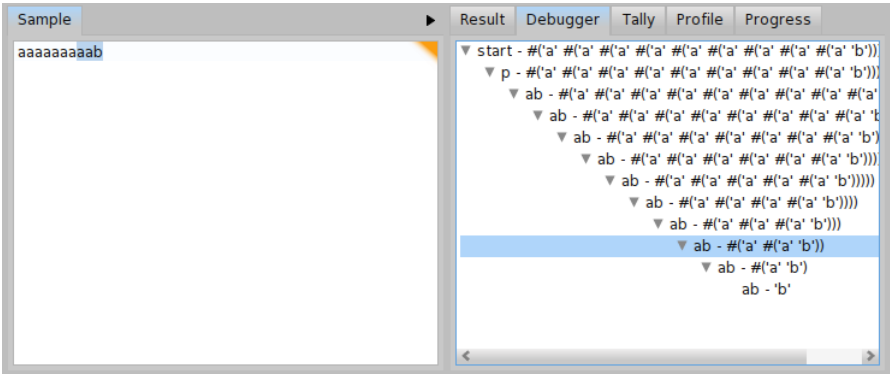 Sample
aaaaaaaaab
Result Debugger Tally Profile Progress
start - #('a' #('a' #('a' #('a' #('a' #('a' #('a' #('a' #('a' 'b')))
p - #('a' #('a' #('a' #('a' #('a' #('a' #('a' #('a' #('a' 'b')))
ab - #('a' #('a' #('a' #('a' #('a' #('a' #('a' #('a' #('a'
ab - #('a' #('a' #('a' #('a' #('a' #('a' #('a' #('a' 'b
ab - #('a' #('a' #('a' #('a' #('a' #('a' #('a' 'b')
ab - #('a' #('a' #('a' #('a' #('a' #('a' 'b'))))
ab - #('a' #('a' #('a' #('a' #('a' 'b')))))
ab - #('a' #('a' #('a' #('a' 'b'))))
ab - #('a' #('a' #('a' 'b')))
ab - #('a' #('a' 'b'))
ab - #('a' 'b')
ab - 'b'